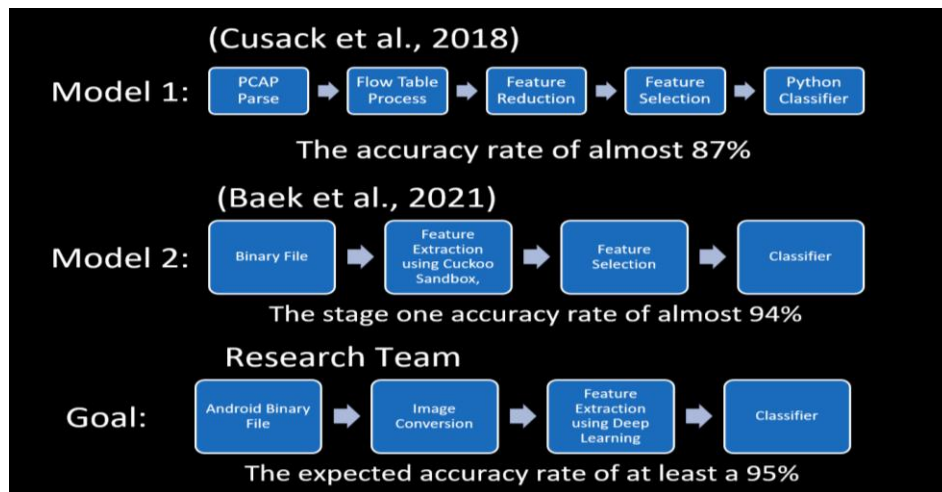 (Cusack et al., 2018)
Model 1:
PCAP
Parse
Flow Table
Process
Feature
Reduction
Feature
Selection
Python
Classifier
The accuracy rate of almost 87%
(Baek et al., 2021)
Model 2:
Binary File
Feature
Extraction
using Cuckoo
Sandbox,
Feature
Selection
Classifier
The stage one accuracy rate of almost 94%
Research Team
Goal:
Android Binary
File
Image
Conversion
Feature
Extraction
using Deep
Learning
Classifier
The expected accuracy rate of at least a 95%